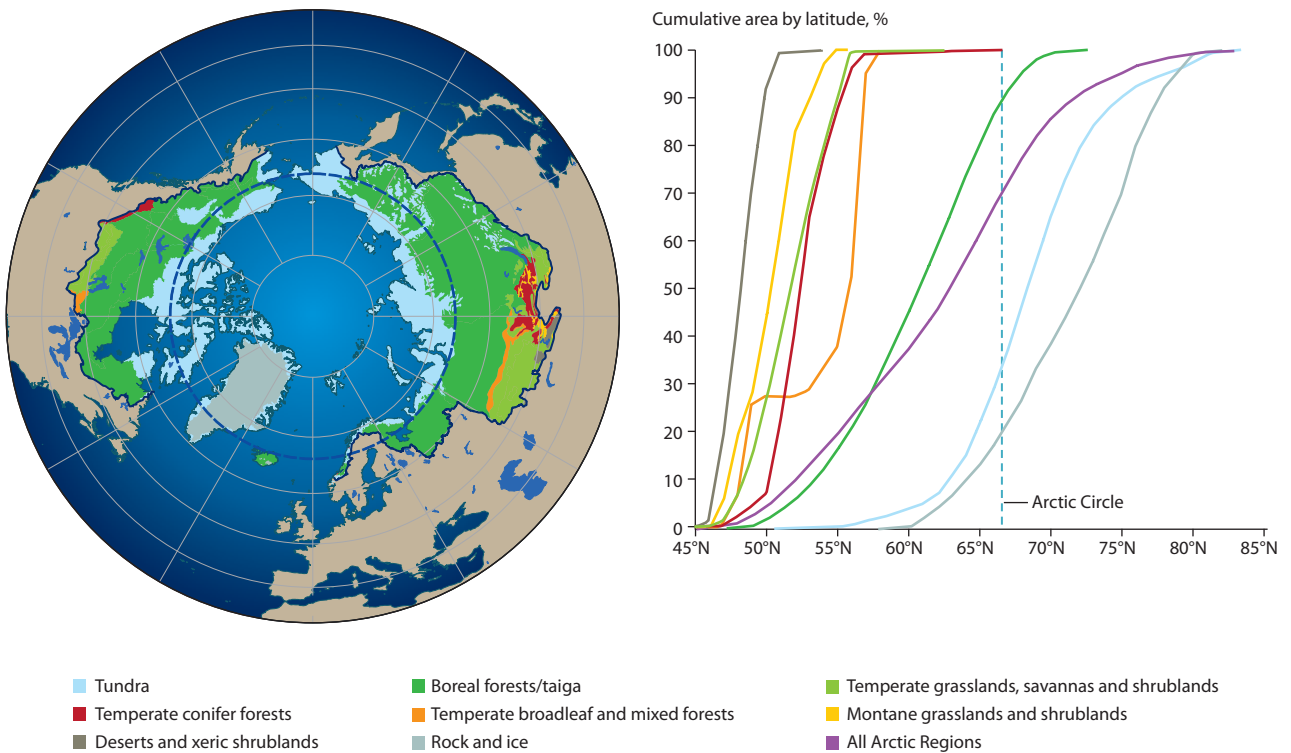 Cumulative area by latitude, %
100
90
80
70
60
50
40
30
20
10
0
45°N 50°N 55°N 60°N 65°N 70°N 75°N 80°N 85°N
Arctic Circle
Tundra
Boreal forests/taiga
Temperate grasslands, savannas and shrublands
Temperate conifer forests
Temperate broadleaf and mixed forests
Montane grasslands and shrublands
Deserts and xeric shrublands
Rock and ice
All Arctic Regions